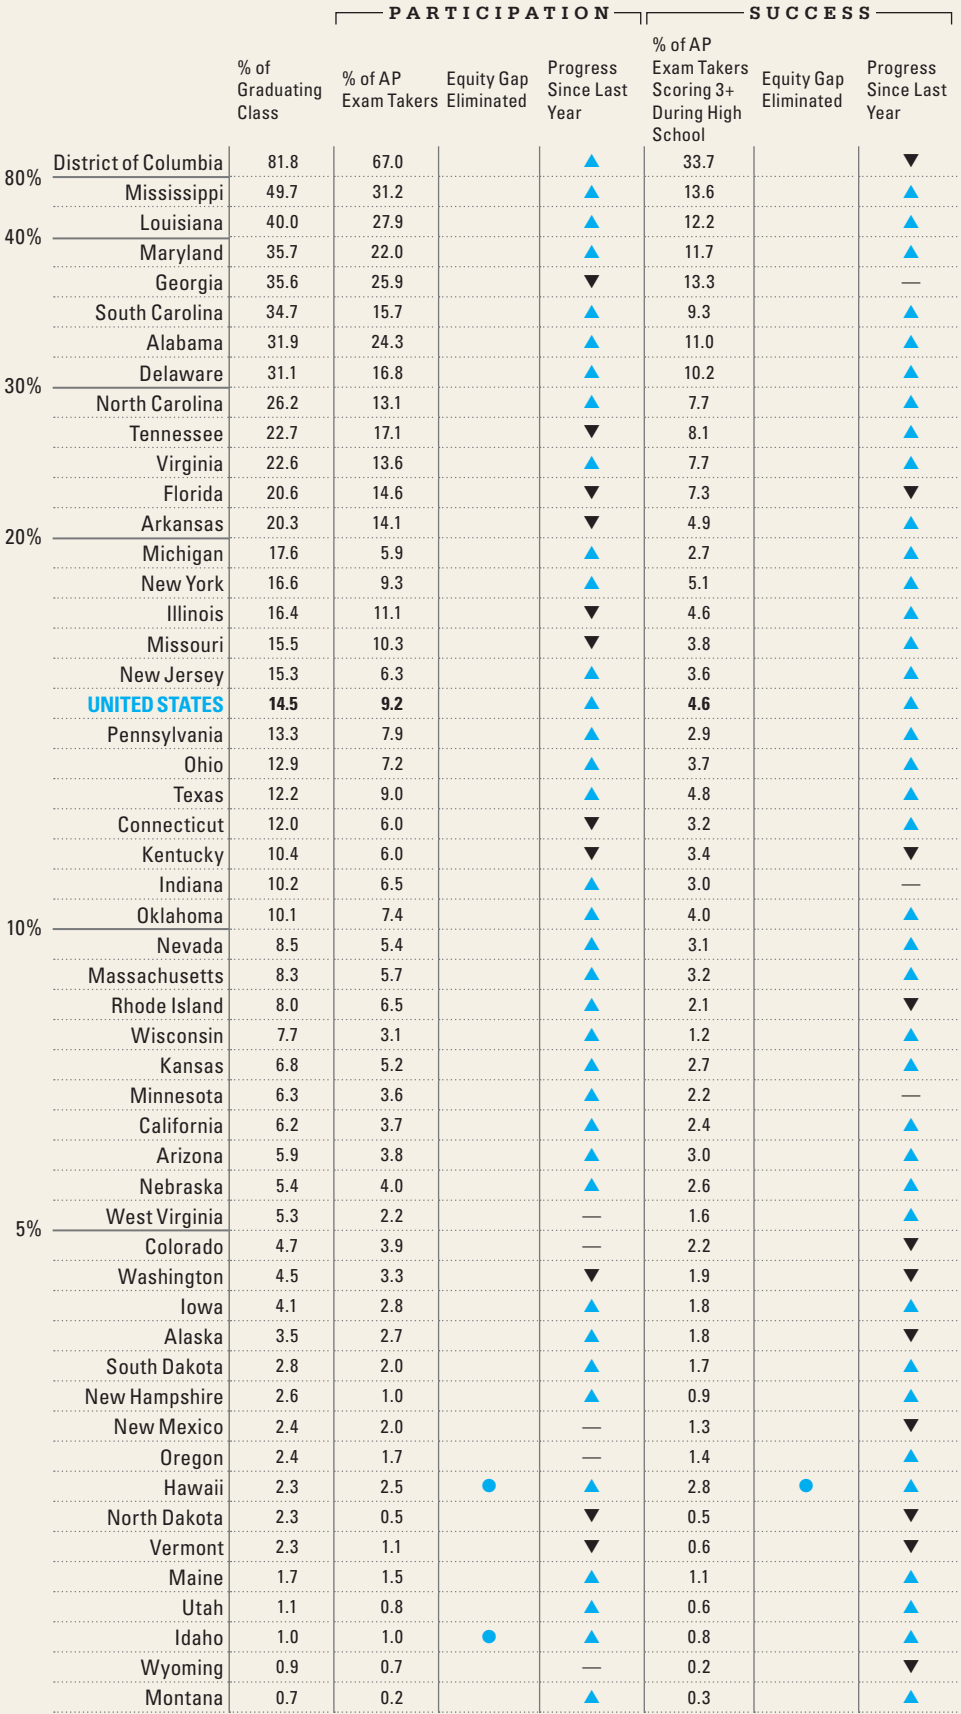 PARTICIPATION SUCCESS
% of Graduating Class % of AP Exam Takers Equity Gap Eliminated Progress Since Last Year % of AP Exam Takers Scoring 3+ During High School Equity Gap Eliminated Progress Since Last Year
District of Columbia 81.8 67.0 ▲ 33.7 ▼
80%
Mississippi 49.7 31.2 ▲ 13.6 ▲
Louisiana 40.0 27.9 ▲ 12.2 ▲
40%
Maryland 35.7 22.0 ▲ 11.7 ▲
Georgia 35.6 25.9 ▼ 13.3 —
South Carolina 34.7 15.7 ▲ 9.3 ▲
Alabama 31.9 24.3 ▲ 11.0 ▲
Delaware 31.1 16.8 ▲ 10.2 ▲
30%
North Carolina 26.2 13.1 ▲ 7.7 ▲
Tennessee 22.7 17.1 ▼ 8.1 ▲
Virginia 22.6 13.6 ▲ 7.7 ▲
Florida 20.6 14.6 ▼ 7.3 ▼
Arkansas 20.3 14.1 ▼ 4.9 ▲
20%
Michigan 17.6 5.9 ▲ 2.7 ▲
New York 16.6 9.3 ▲ 5.1 ▲
Illinois 16.4 11.1 ▼ 4.6 ▲
Missouri 15.5 10.3 ▼ 3.8 ▲
New Jersey 15.3 6.3 ▲ 3.6 ▲
UNITED STATES 14.5 9.2 ▲ 4.6 ▲
Pennsylvania 13.3 7.9 ▲ 2.9 ▲
Ohio 12.9 7.2 ▲ 3.7 ▲
Texas 12.2 9.0 ▲ 4.8 ▲
Connecticut 12.0 6.0 ▼ 3.2 ▲
Kentucky 10.4 6.0 ▼ 3.4 ▼
Indiana 10.2 6.5 ▲ 3.0 —
Oklahoma 10.1 7.4 ▲ 4.0 ▲
10%
Nevada 8.5 5.4 ▲ 3.1 ▲
Massachusetts 8.3 5.7 ▲ 3.2 ▲
Rhode Island 8.0 6.5 ▲ 2.1 ▼
Wisconsin 7.7 3.1 ▲ 1.2 ▲
Kansas 6.8 5.2 ▲ 2.7 ▲
Minnesota 6.3 3.6 ▲ 2.2 —
California 6.2 3.7 ▲ 2.4 ▲
Arizona 5.9 3.8 ▲ 3.0 ▲
Nebraska 5.4 4.0 ▲ 2.6 ▲
West Virginia 5.3 2.2 — 1.6 ▲
5%
Colorado 4.7 3.9 — 2.2 ▼
Washington 4.5 3.3 ▼ 1.9 ▼
Iowa 4.1 2.8 ▲ 1.8 ▲
Alaska 3.5 2.7 ▲ 1.8 ▼
South Dakota 2.8 2.0 ▲ 1.7 ▲
New Hampshire 2.6 1.0 ▲ 0.9 ▲
New Mexico 2.4 2.0 — 1.3 ▼
Oregon 2.4 1.7 — 1.4 ▲
Hawaii 2.3 2.5 ● ▲ 2.8 ● ▲
North Dakota 2.3 0.5 ▼ 0.5 ▼
Vermont 2.3 1.1 ▼ 0.6 ▼
Maine 1.7 1.5 ▲ 1.1 ▲
Utah 1.1 0.8 ▲ 0.6 ▲
Idaho 1.0 1.0 ● ▲ 0.8 ▲
Wyoming 0.9 0.7 — 0.2 ▼
Montana 0.7 0.2 ▲ 0.3 ▲